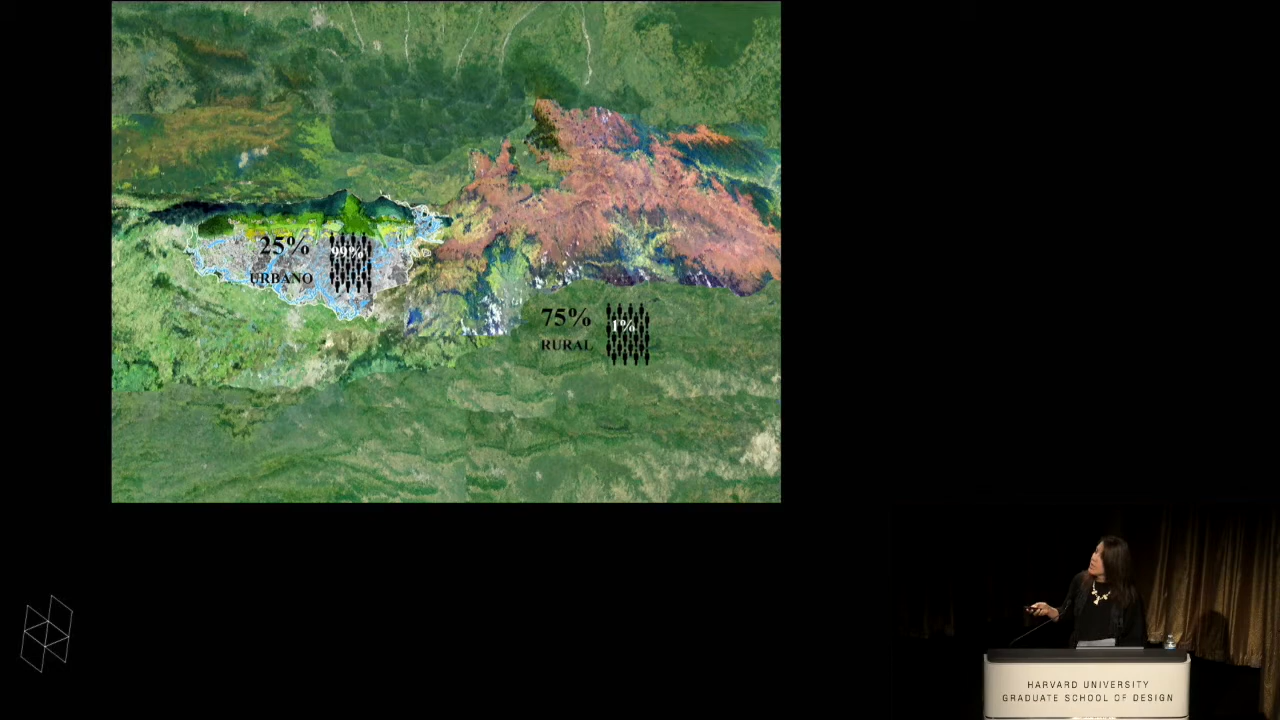 25%
99%
URBANO
75%
1%
RURAL
HARVARD UNIVERSITY
GRADUATE SCHOOL OF DESIGN